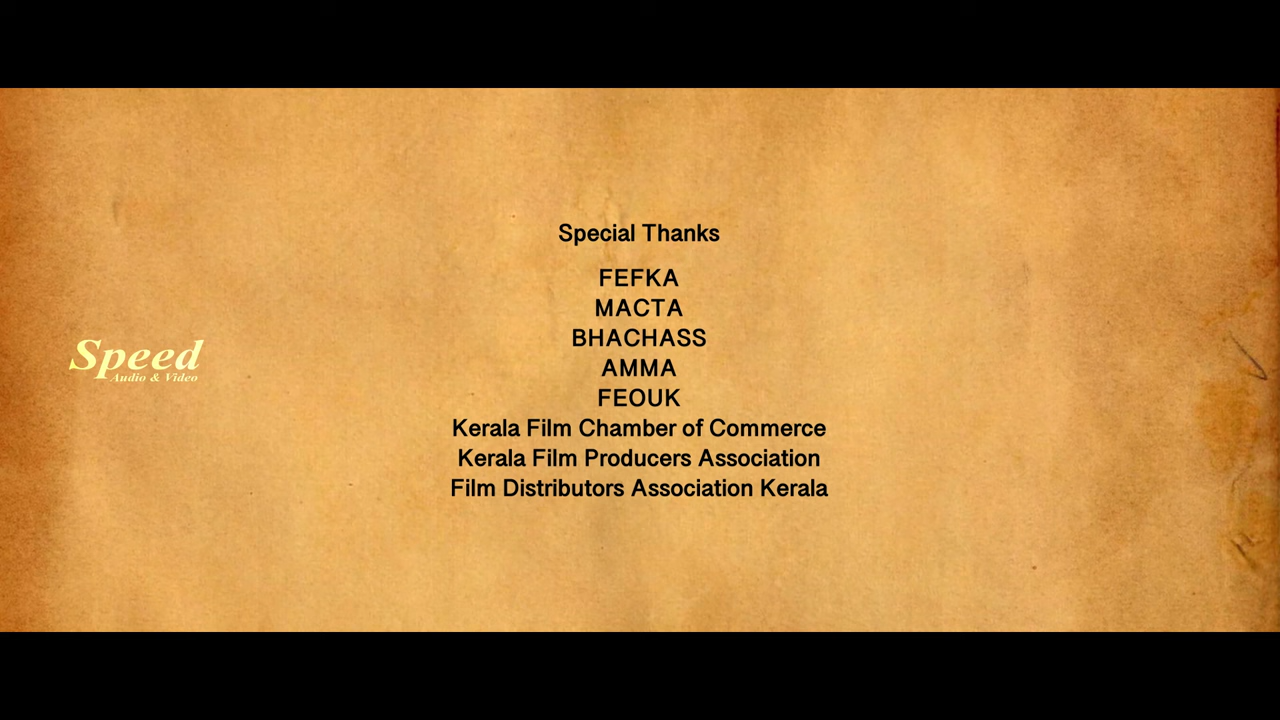 Special Thanks
FEFKA
MACTA
BHACHASS
AMMA
FEOUK
Speed
Audio & Video
Kerala Film Chamber of Commerce
Kerala Film Producers Association
Film Distributors Association Kerala